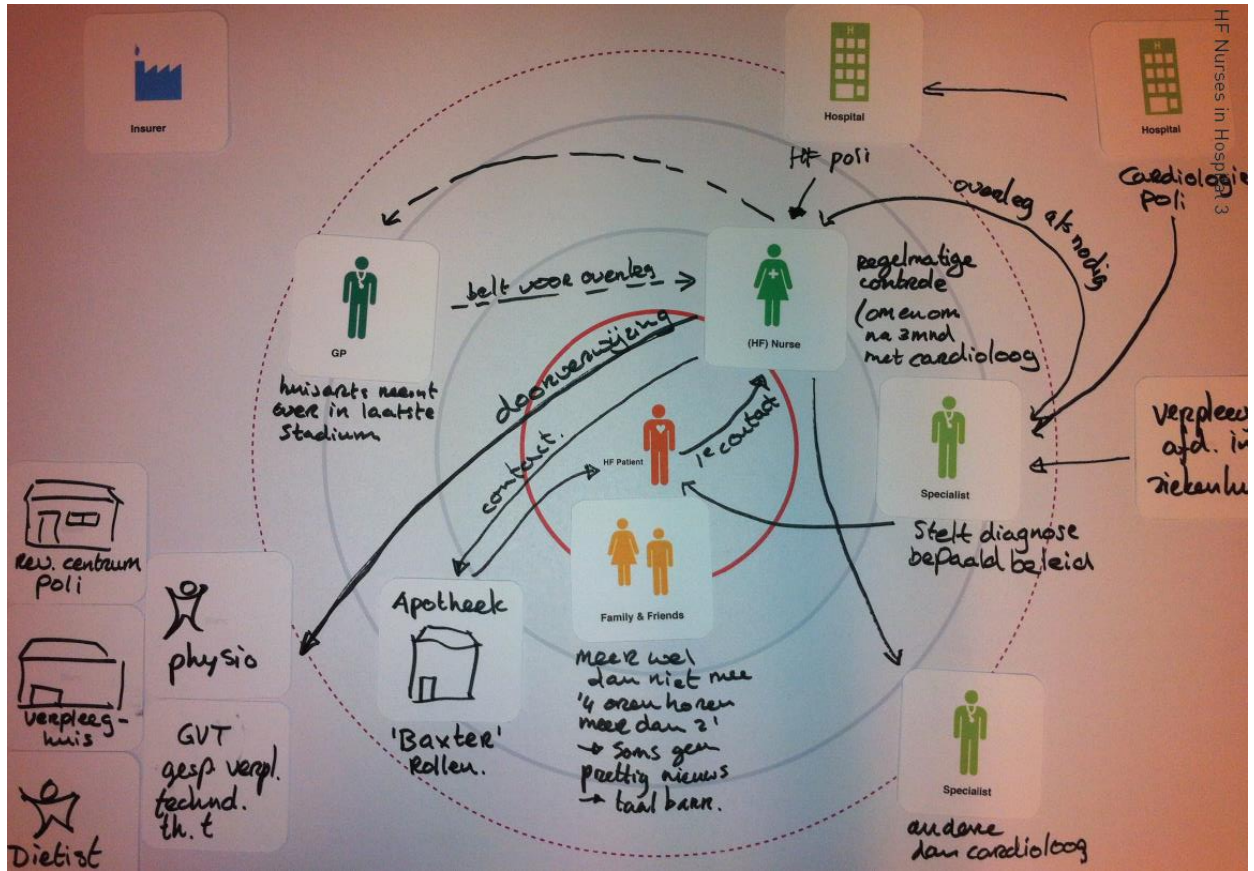 HF Nurses in Hospital 3
Insurer
H
Hospital
HF poli
H
Hospital
Cardiologie
poli
overleg als nodig
GP
huisarts neemt
over in laatste
stadium
belt voor overleg
(HF) Nurse
regelmatige
controle
(om en om
na 3mnd
met cardioloog
doorverwijzing
contact.
1e contact
HF Patient
Specialist
Stelt diagnose
bepaald beleid
verpleeg
afd. in
ziekenhu
Family & Friends
meer wel
dan niet mee
'4 oren horen
meer dan 2'
→ Soms geen
prettig nieuws
→ taal barr.
Apotheek
'Baxter'
Rollen.
Rev. centrum
poli
physio
verpleeg-
huis
GVT
gesp. verpl.
technd.
th. t
Dietist
Specialist
andere
dan cardioloog